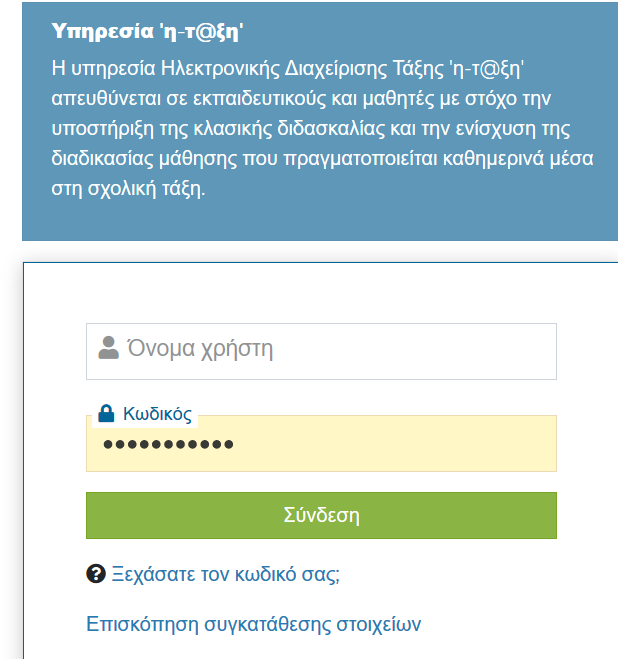 Υπηρεσία 'η-τ@ξη'
Η υπηρεσία Ηλεκτρονικής Διαχείρισης Τάξης 'η-τ@ξη'
απευθύνεται σε εκπαιδευτικούς και μαθητές με στόχο την
υποστήριξη της κλασικής διδασκαλίας και την ενίσχυση της
διαδικασίας μάθησης που πραγματοποιείται καθημερινά μέσα
στη σχολική τάξη.
Όνομα χρήστη
Κωδικός
•••••••••••
Σύνδεση
Ξεχάσατε τον κωδικό σας;
Επισκόπηση συγκατάθεσης στοιχείων